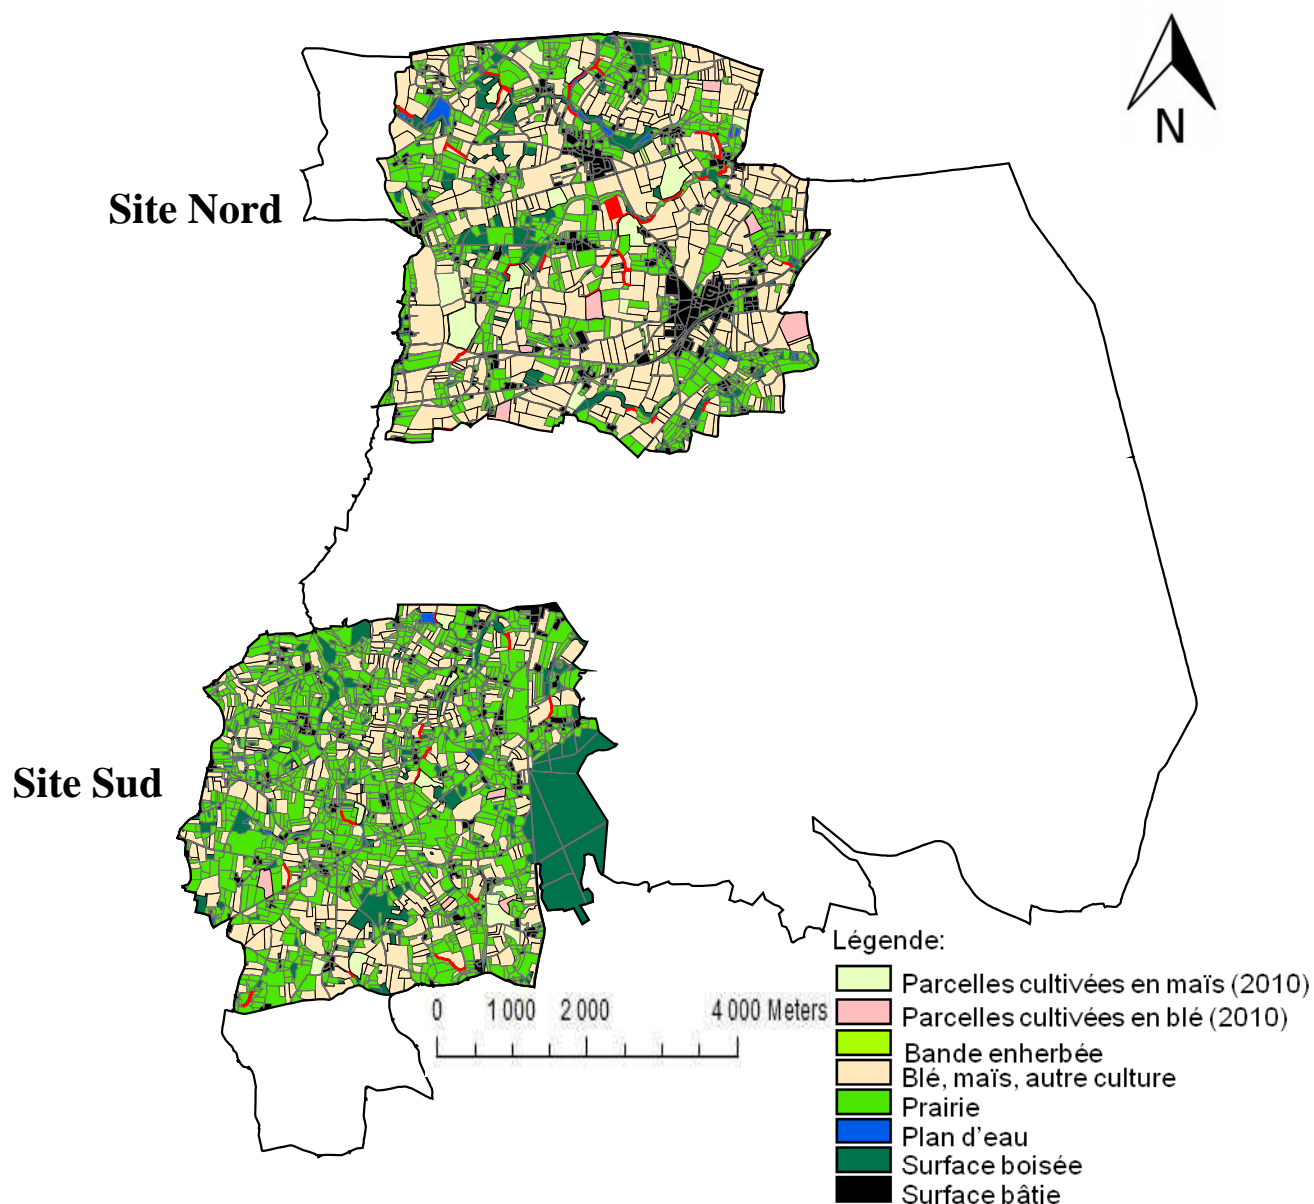 N
Site Nord
Site Sud
Légende:
Parcelles cultivées en maïs (2010)
Parcelles cultivées en blé (2010)
Bande enherbée
Blé, maïs, autre culture
Prairie
Plan d'eau
Surface boisée
Surface bâtie
0 1 000 2 000 4 000 Meters